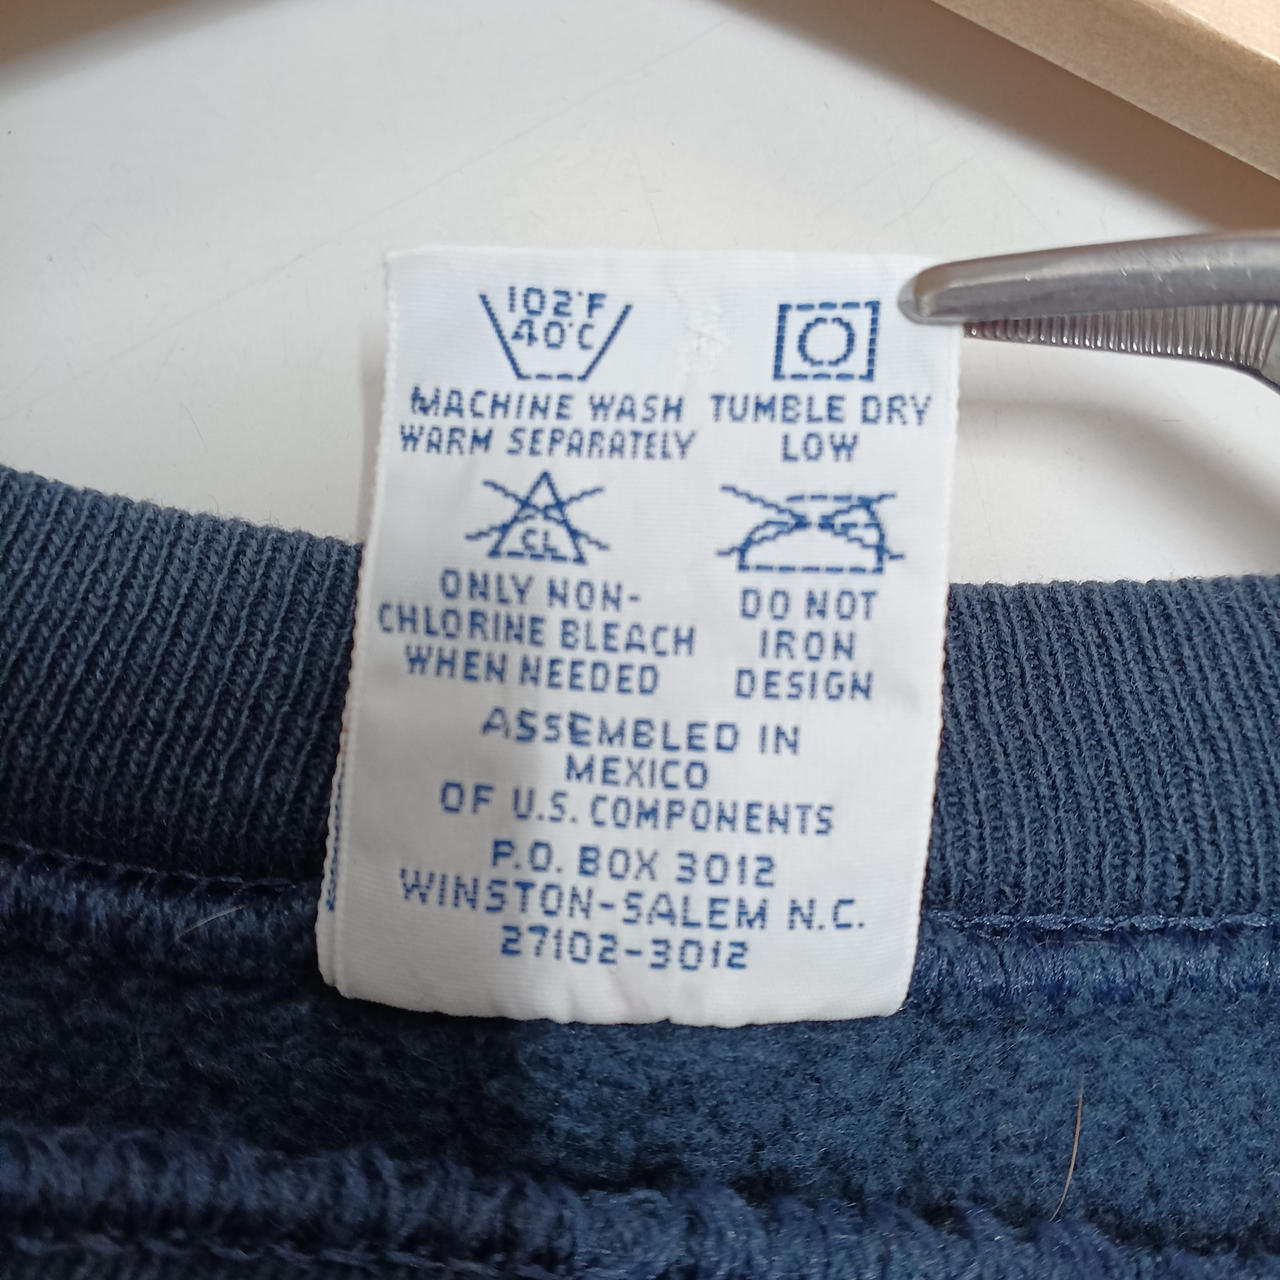 102°F
40°C
MACHINE WASH
WARM SEPARATELY
TUMBLE DRY
LOW
CL
ONLY NON-
CHLORINE BLEACH
WHEN NEEDED
DO NOT
IRON
DESIGN
ASSEMBLED IN
MEXICO
OF U.S. COMPONENTS
P.O. BOX 3012
WINSTON-SALEM N.C.
27102-3012